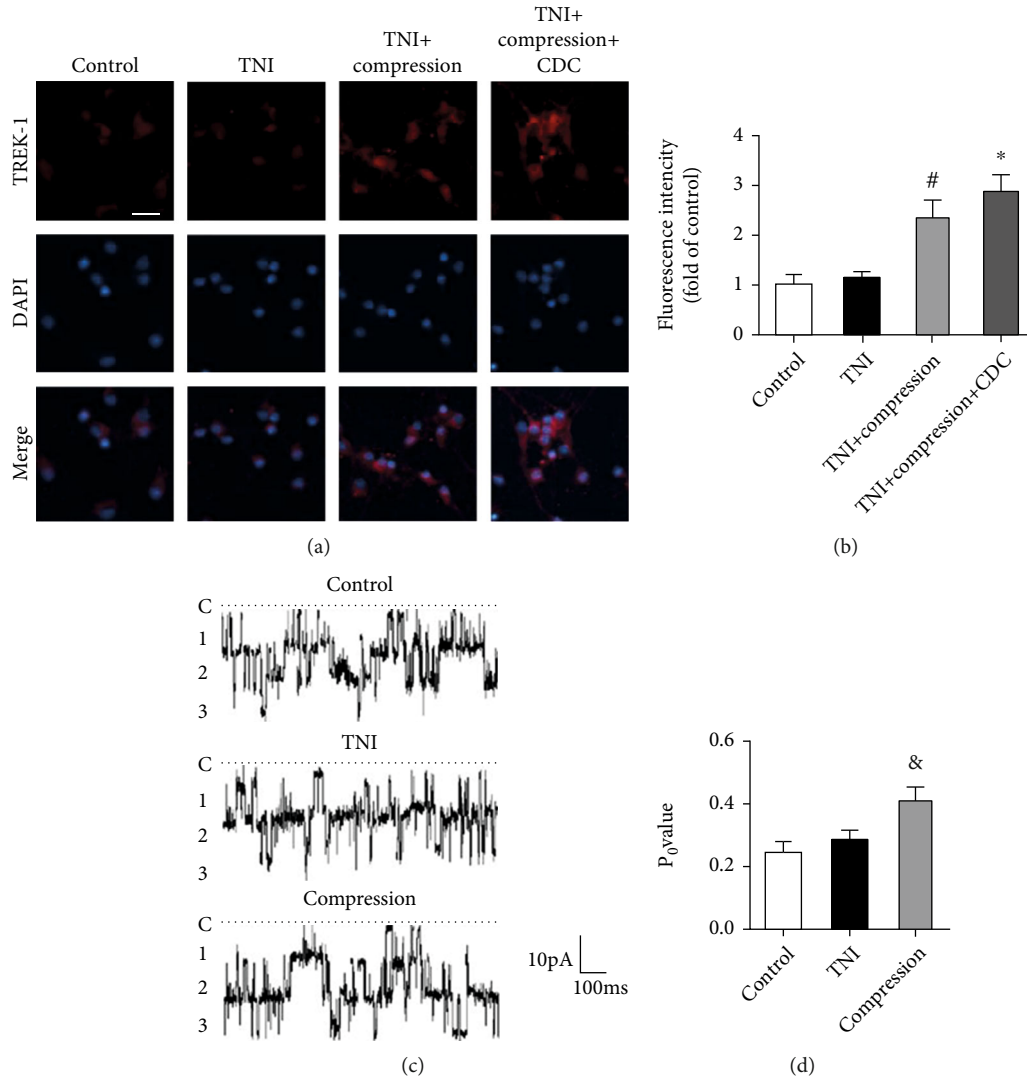 Control
TNI
TNI+
compression
TNI+
compression+
CDC
TREK-1
DAPI
Merge
(a)
Fluorescence intencity
(fold of control)
4
3
2
1
0
#
*
Control
TNI
TNI+compression
TNI+compression+CDC
(b)
Control
C
1
2
3
TNI
C
1
2
3
Compression
C
1
2
3
10pA
100ms
(c)
P₀value
0.6
0.4
0.2
0.0
&
Control
TNI
Compression
(d)